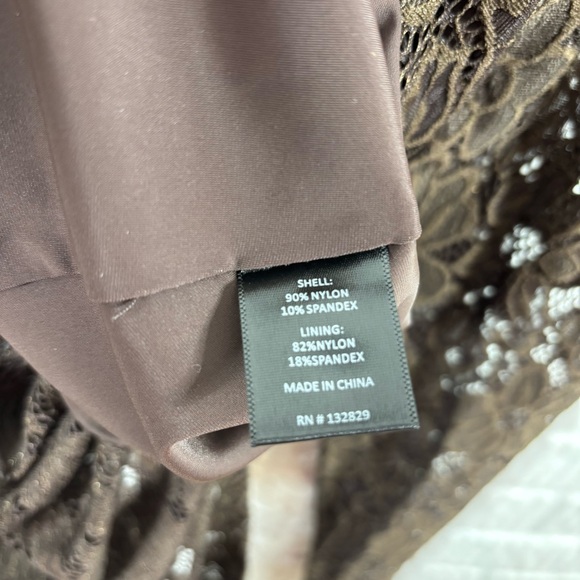 SHELL:
90% NYLON
10% SPANDEX
LINING:
82%NYLON
18%SPANDEX
MADE IN CHINA
RN # 132829